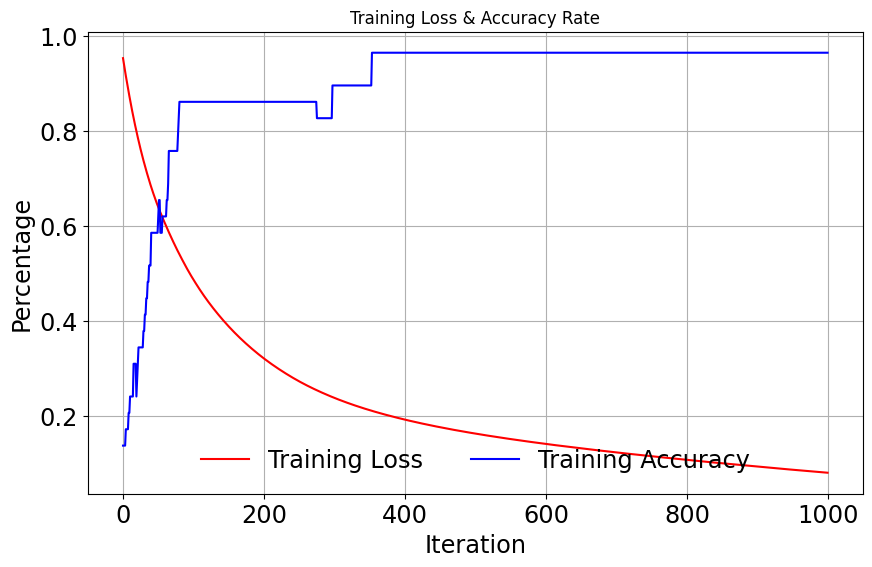 Training Loss & Accuracy Rate
1.0
0.8
0.6
0.4
0.2
Percentage
Training Loss
Training Accuracy
0 200 400 600 800 1000
Iteration